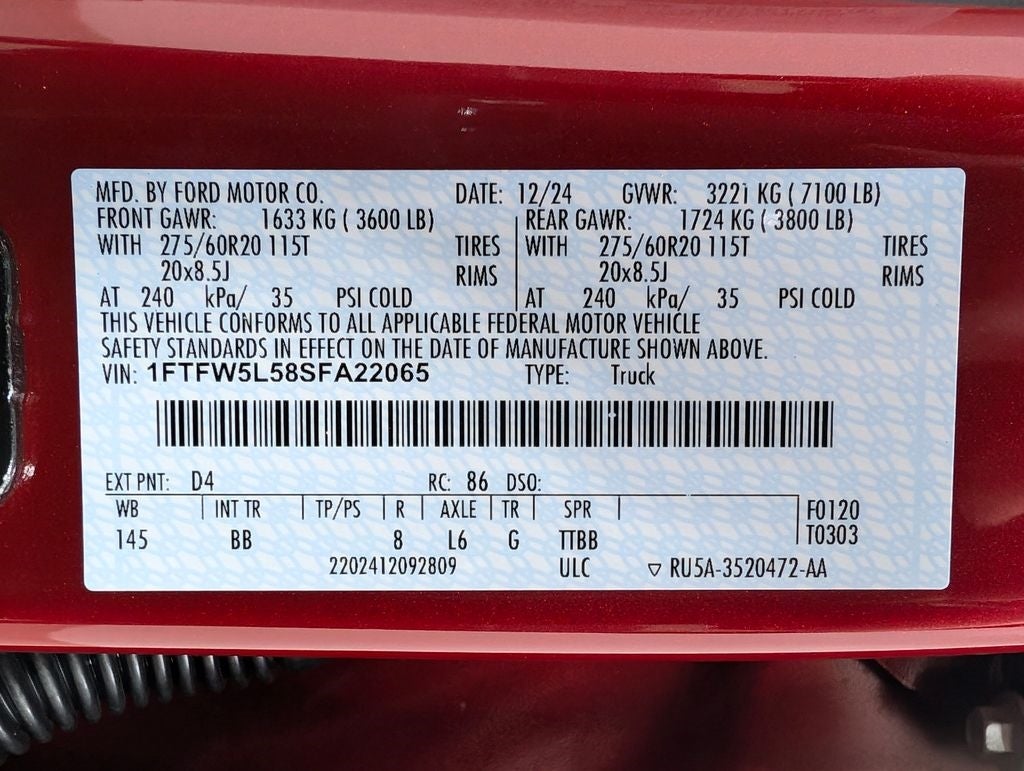 MFD. BY FORD MOTOR CO. DATE: 12/24 GVWR: 3221 KG ( 7100 LB)
FRONT GAWR: 1633 KG ( 3600 LB) REAR GAWR: 1724 KG ( 3800 LB)
WITH 275/60R20 115T TIRES WITH 275/60R20 115T TIRES
20x8.5J RIMS 20x8.5J RIMS
AT 240 kPa/ 35 PSI COLD AT 240 kPa/ 35 PSI COLD
THIS VEHICLE CONFORMS TO ALL APPLICABLE FEDERAL MOTOR VEHICLE
SAFETY STANDARDS IN EFFECT ON THE DATE OF MANUFACTURE SHOWN ABOVE.
VIN: 1FTFW5L58SFA22065 TYPE: Truck
EXT PNT: D4 RC: 86 DSO:
WB INT TR TP/PS R AXLE TR SPR F0120
145 BB 8 L6 G TTBB T0303
2202412092809 ULC ▽ RU5A-3520472-AA